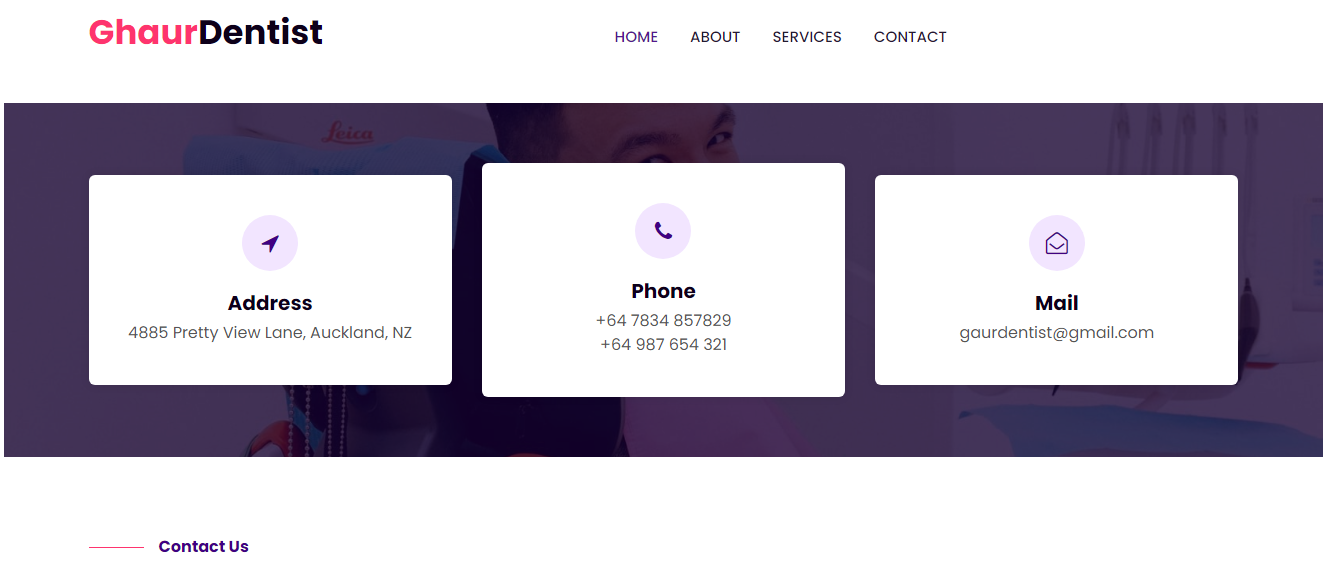 GhaurDentist
HOME
ABOUT
SERVICES
CONTACT
Leica
Address
4885 Pretty View Lane, Auckland, NZ
Phone
+64 7834 857829
+64 987 654 321
Mail
gaurdentist@gmail.com
Contact Us